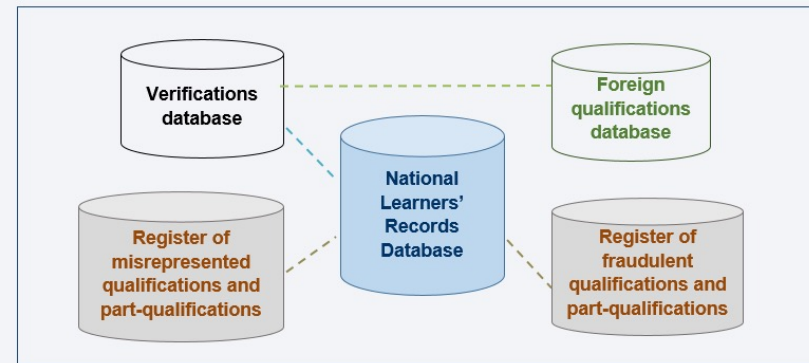 Verifications
database
Foreign
qualifications
database
National
Learners’
Records
Database
Register of
misrepresented
qualifications and
part-qualifications
Register of
fraudulent
qualifications and
part-qualifications